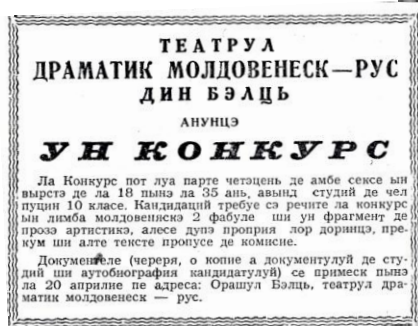 ТЕАТРУЛ
ДРАМАТИК МОЛДОВЕНЕСК—РУС
ДИН БЭЛЦЬ
АНУНЦЭ
УН КОНКУРС
Ла Конкурс пот луа парте четэцень де амбе сексе ын
вырстэ де ла 18 пынэ ла 35 ань, авынд студий де чел
пуцин 10 класе. Кандидаций требуе сэ речите ла конкурс
ын лимба молдовеняскэ 2 фабуле ши ун фрагмент де
прозэ артистикэ, алесе дупэ проприя лор доринцэ, пре-
кум ши алте тексте пропусе де комисие.
Документеле (черeря, о копие а документулуй де сту-
дий ши аутобиография кандидатулуй) се примеск пынэ
ла 20 априлие пе адреса: Орашул Бэлць, театрул дра-
матик молдовенеск — рус.